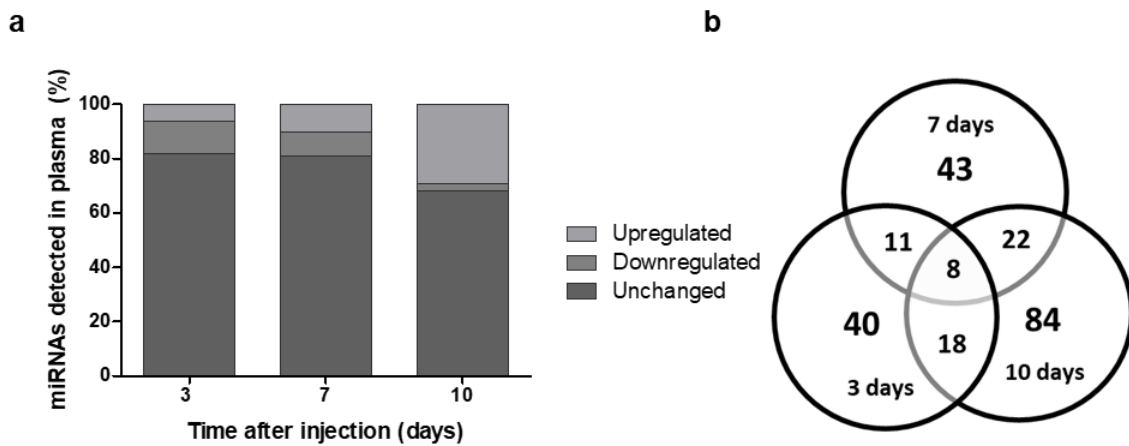 a
miRNAs detected in plasma (%)
100
80
60
40
20
0
3
7
10
Time after injection (days)
Upregulated
Downregulated
Unchanged
b
7 days
43
11
8
22
40
18
84
3 days
10 days